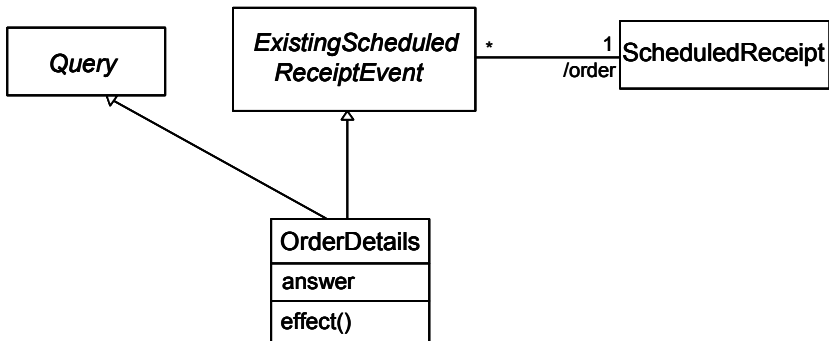 Query
ExistingScheduled
ReceiptEvent
*
1
/order
ScheduledReceipt
OrderDetails
answer
effect()